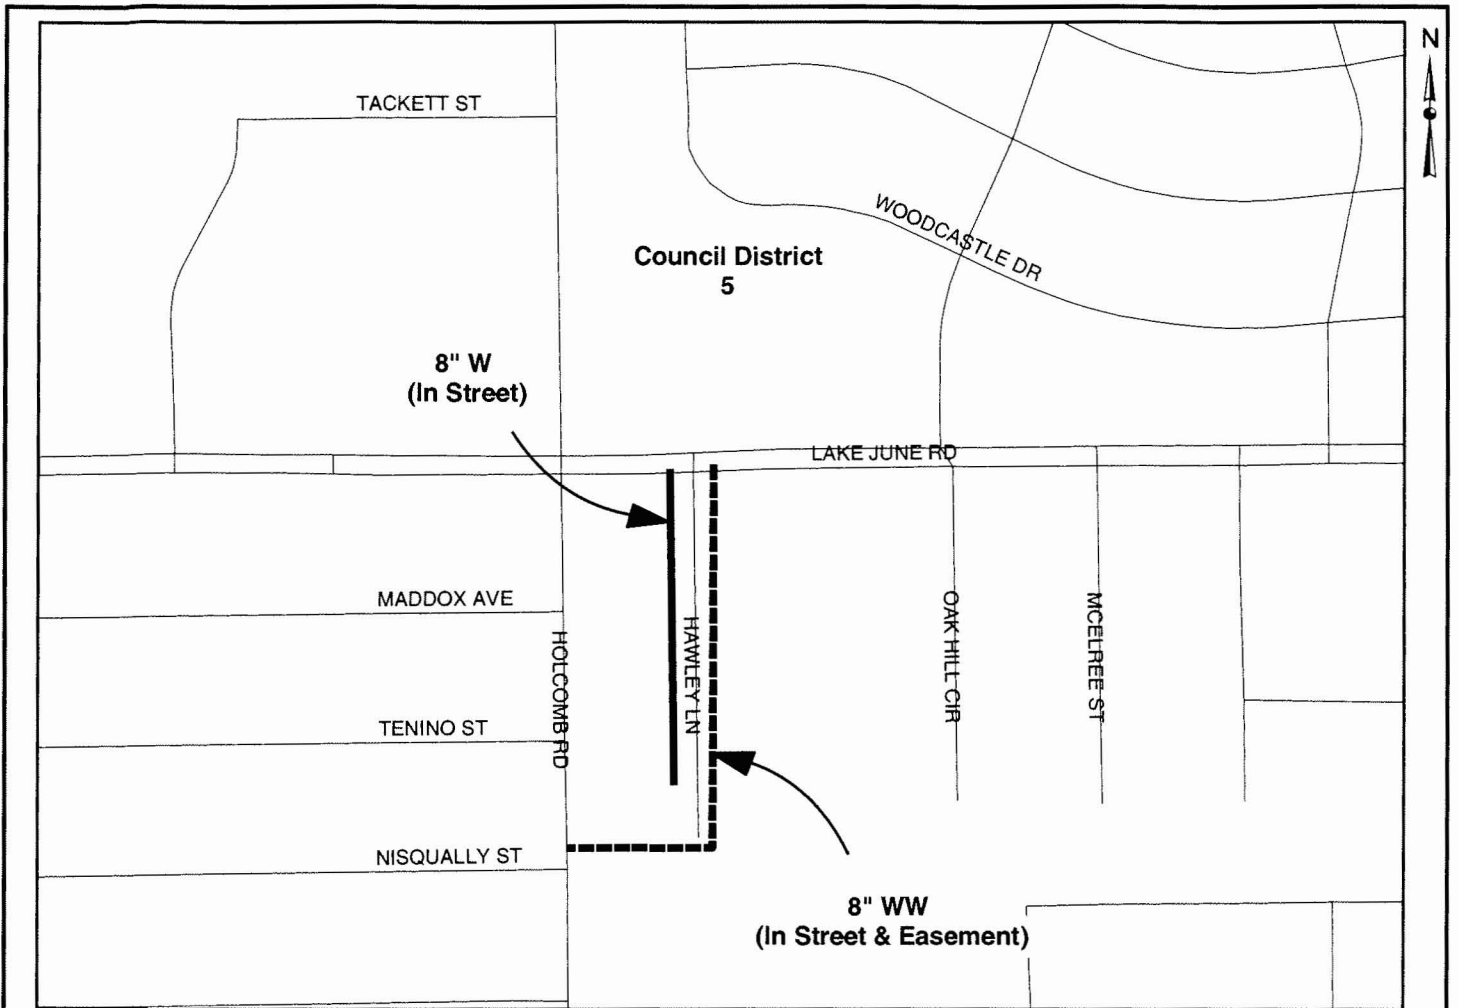 N
TACKETT ST
WOODCASTLE DR
Council District
5
8" W
(In Street)
LAKE JUNE RD
MADDOX AVE
HOLCOMB RD
HAWLEY LN
OAK HILL CIR
MCELREE ST
TENINO ST
NISQUALLY ST
8" WW
(In Street & Easement)